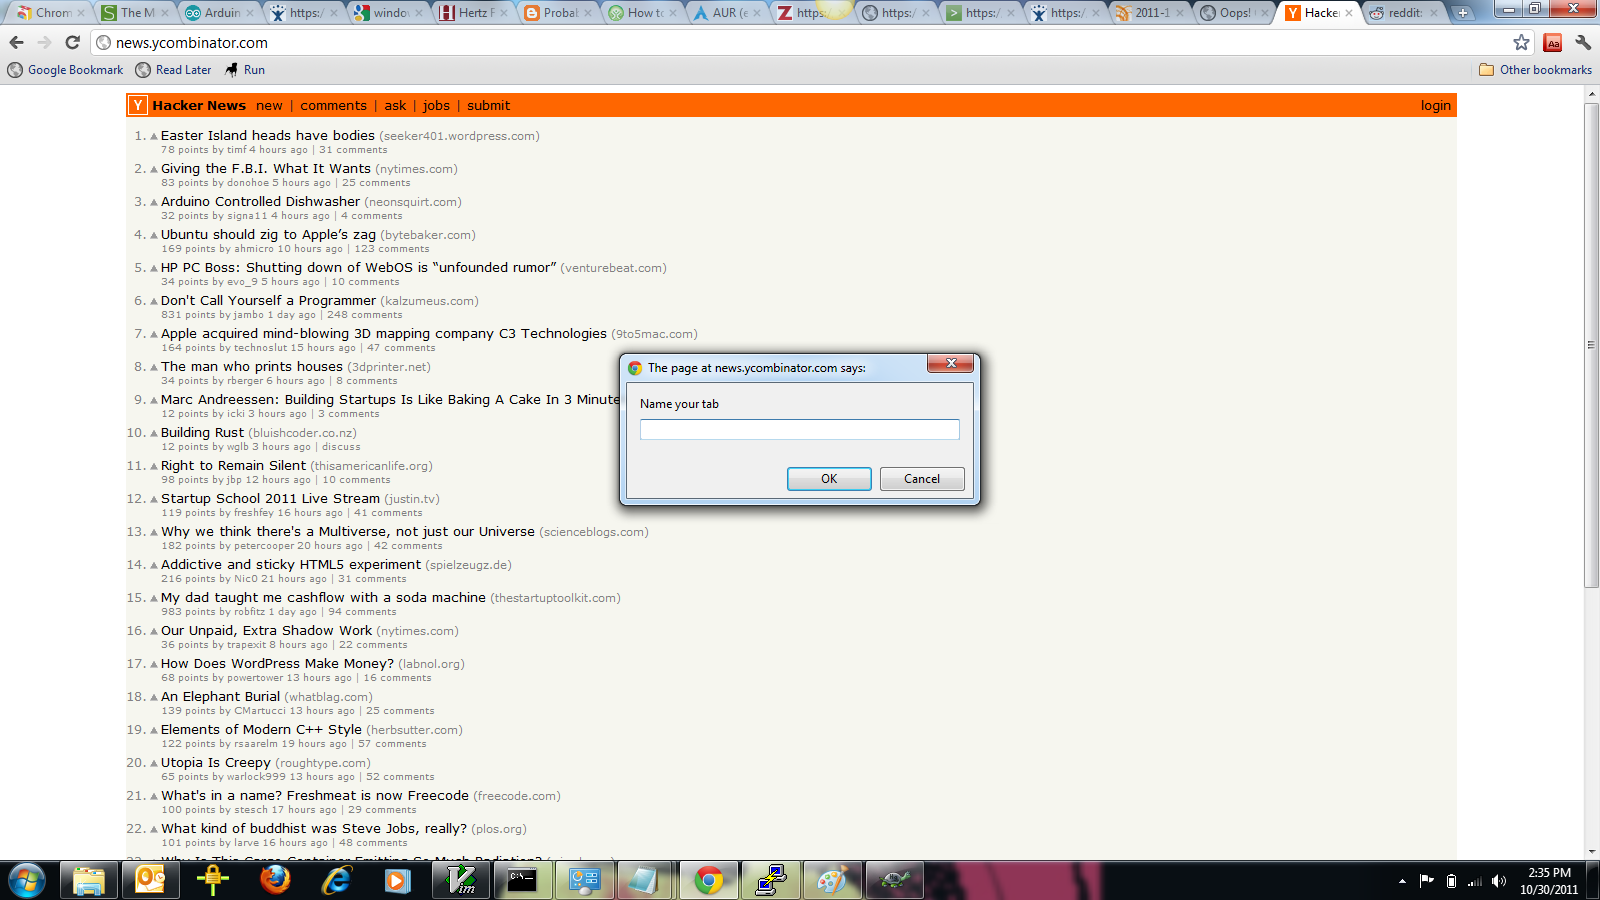 Chrom
The M
Arduin
https:/
windo
Hertz F
Probal
How to
AUR (e
https:/
https:/
https:/
https:/
2011-1
Oops!
Hacker
reddit:
news.ycombinator.com
Google Bookmark
Read Later
Run
Other bookmarks
Y Hacker News new | comments | ask | jobs | submit login
1. Easter Island heads have bodies (seeker401.wordpress.com)
78 points by timf 4 hours ago | 31 comments
2. Giving the F.B.I. What It Wants (nytimes.com)
83 points by donohoe 5 hours ago | 25 comments
3. Arduino Controlled Dishwasher (neonsquirt.com)
32 points by signa11 4 hours ago | 4 comments
4. Ubuntu should zig to Apple’s zag (bytebaker.com)
169 points by ahmicro 10 hours ago | 123 comments
5. HP PC Boss: Shutting down of WebOS is “unfounded rumor” (venturebeat.com)
34 points by evo_9 5 hours ago | 10 comments
6. Don't Call Yourself a Programmer (kalzumeus.com)
831 points by jambo 1 day ago | 248 comments
7. Apple acquired mind-blowing 3D mapping company C3 Technologies (9to5mac.com)
164 points by technoslut 15 hours ago | 47 comments
8. The man who prints houses (3dprinter.net)
34 points by rberger 6 hours ago | 8 comments
9. Marc Andreessen: Building Startups Is Like Baking A Cake In 3 Minute
12 points by icki 3 hours ago | 3 comments
10. Building Rust (bluishcoder.co.nz)
12 points by wglb 3 hours ago | discuss
11. Right to Remain Silent (thisamericanlife.org)
98 points by jbp 12 hours ago | 10 comments
12. Startup School 2011 Live Stream (justin.tv)
119 points by freshfey 16 hours ago | 41 comments
13. Why we think there's a Multiverse, not just our Universe (scienceblogs.com)
182 points by petercooper 20 hours ago | 42 comments
14. Addictive and sticky HTML5 experiment (spielzeugz.de)
216 points by Nic0 21 hours ago | 31 comments
15. My dad taught me cashflow with a soda machine (thestartuptoolkit.com)
983 points by robfitz 1 day ago | 94 comments
16. Our Unpaid, Extra Shadow Work (nytimes.com)
36 points by trapexit 8 hours ago | 22 comments
17. How Does WordPress Make Money? (labnol.org)
68 points by powertower 13 hours ago | 16 comments
18. An Elephant Burial (whatblag.com)
139 points by CMartucci 13 hours ago | 25 comments
19. Elements of Modern C++ Style (herbsutter.com)
122 points by rsaarelm 19 hours ago | 57 comments
20. Utopia Is Creepy (roughtype.com)
65 points by warlock999 13 hours ago | 52 comments
21. What's in a name? Freshmeat is now Freecode (freecode.com)
100 points by stesch 17 hours ago | 29 comments
22. What kind of buddhist was Steve Jobs, really? (plos.org)
101 points by larve 16 hours ago | 48 comments
Why Is This Cargo Container Emitting So Much Radiation?
The page at news.ycombinator.com says:
Name your tab
OK
Cancel
2:35 PM
10/30/2011